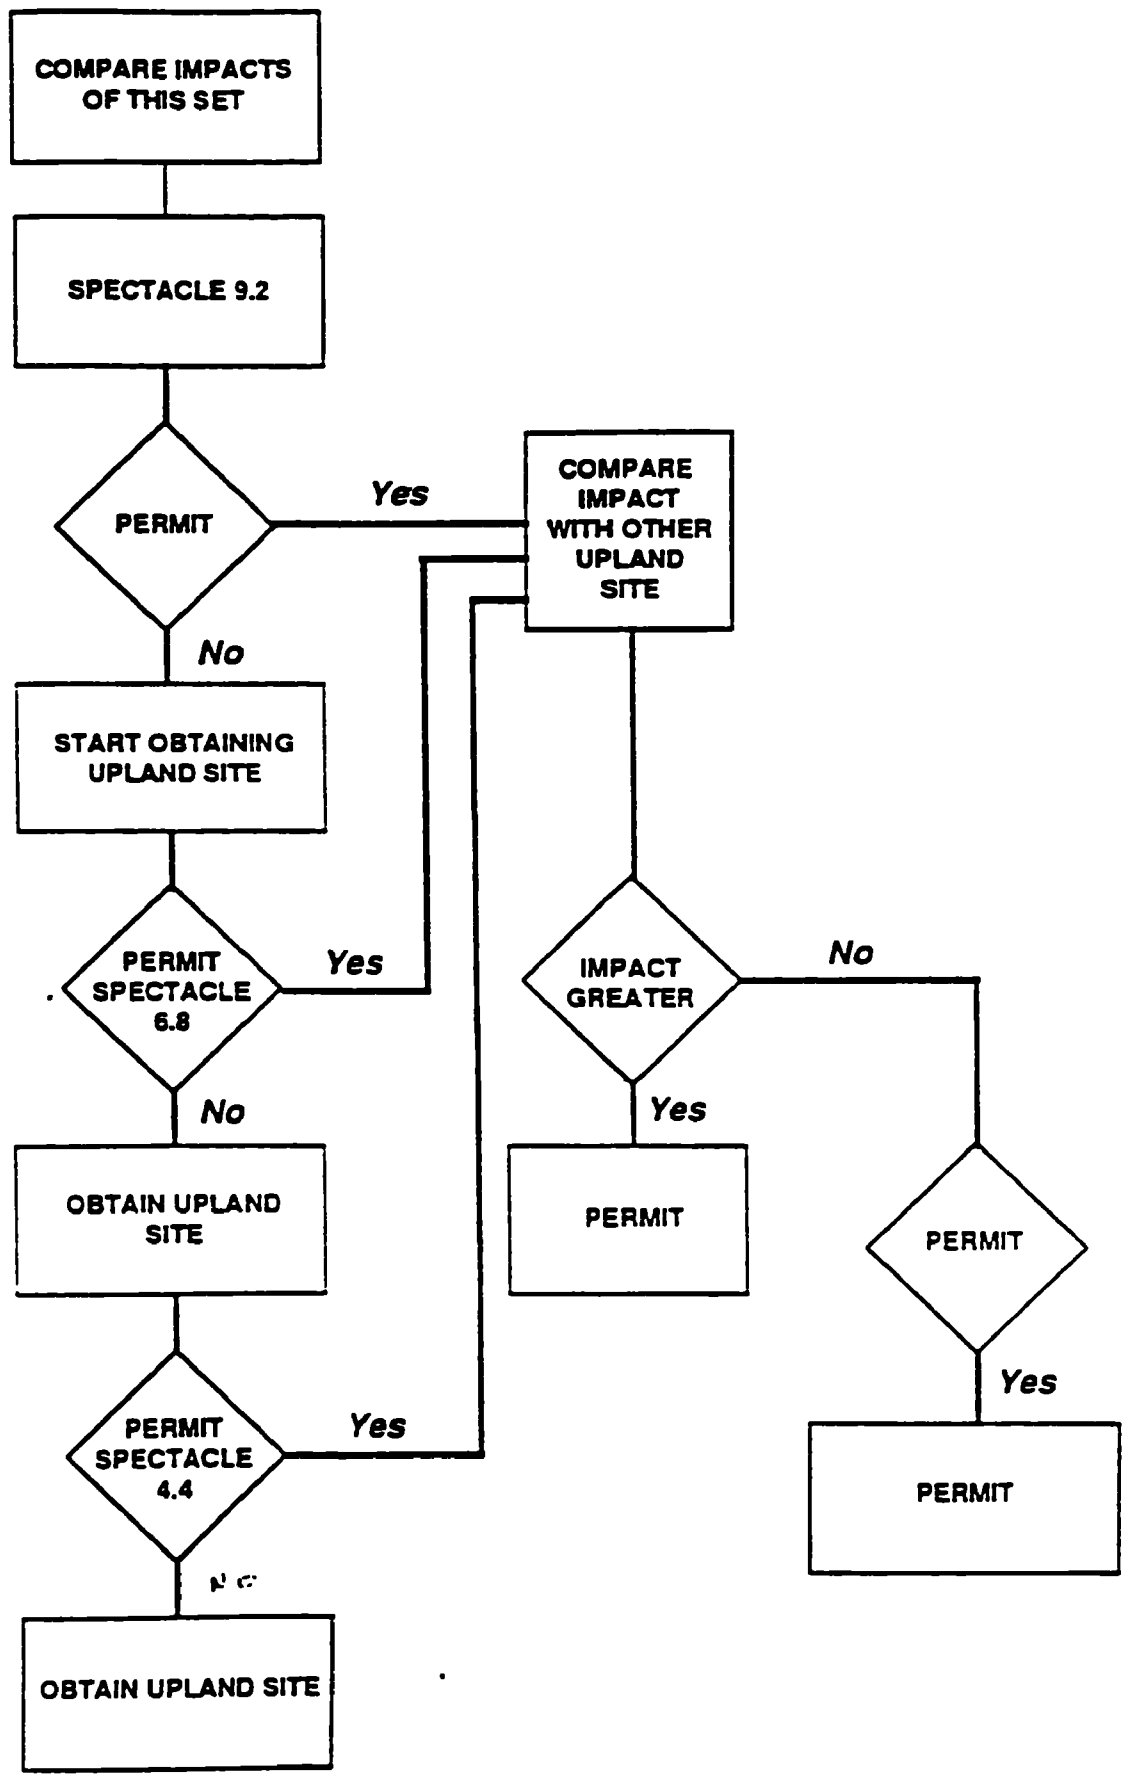 COMPARE IMPACTS
OF THIS SET
SPECTACLE 9.2
PERMIT
Yes
No
COMPARE
IMPACT
WITH OTHER
UPLAND
SITE
START OBTAINING
UPLAND SITE
PERMIT
SPECTACLE
6.8
Yes
No
IMPACT
GREATER
No
Yes
OBTAIN UPLAND
SITE
PERMIT
PERMIT
Yes
PERMIT
PERMIT
SPECTACLE
4.4
Yes
OBTAIN UPLAND SITE